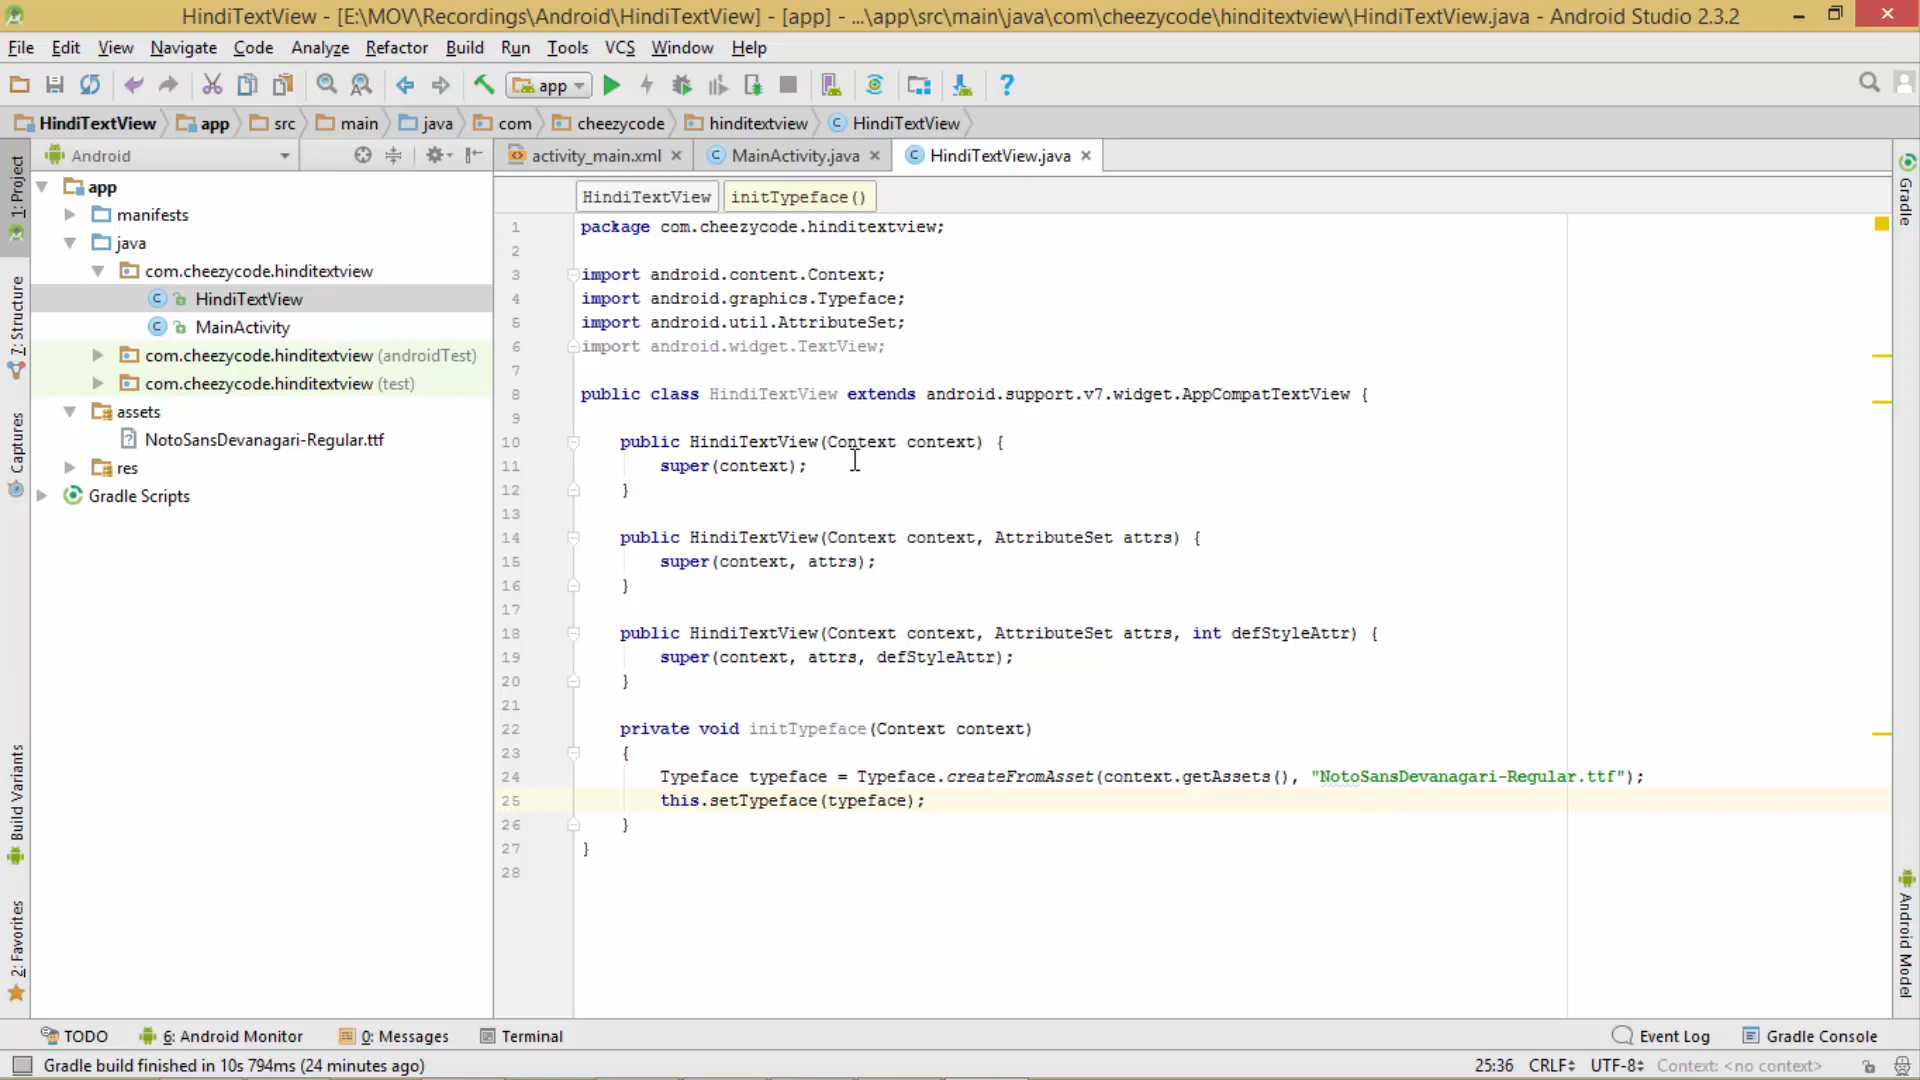 HindiTextView - [E:\MOV\Recordings\Android\HindiTextView] - [app] - ...\app\src\main\java\com\cheezycode\hinditextview\HindiTextView.java - Android Studio 2.3.2
File Edit View Navigate Code Analyze Refactor Build Run Tools VCS Window Help
app
HindiTextView app src main java com cheezycode hinditextview HindiTextView
Android
activity_main.xml MainActivity.java HindiTextView.java
HindiTextView initTypeface()
1: Project
7: Structure
Captures
Build Variants
2: Favorites
app
manifests
java
com.cheezycode.hinditextview
HindiTextView
MainActivity
com.cheezycode.hinditextview (androidTest)
com.cheezycode.hinditextview (test)
assets
NotoSansDevanagari-Regular.ttf
res
Gradle Scripts
1 package com.cheezycode.hinditextview;
2
3 import android.content.Context;
4 import android.graphics.Typeface;
5 import android.util.AttributeSet;
6 import android.widget.TextView;
7
8 public class HindiTextView extends android.support.v7.widget.AppCompatTextView {
9
10 public HindiTextView(Context context) {
11 super(context);
12 }
13
14 public HindiTextView(Context context, AttributeSet attrs) {
15 super(context, attrs);
16 }
17
18 public HindiTextView(Context context, AttributeSet attrs, int defStyleAttr) {
19 super(context, attrs, defStyleAttr);
20 }
21
22 private void initTypeface(Context context)
23 {
24 Typeface typeface = Typeface.createFromAsset(context.getAssets(), "NotoSansDevanagari-Regular.ttf");
25 this.setTypeface(typeface);
26 }
27 }
28
Gradle
Android Model
TODO 6: Android Monitor 0: Messages Terminal Event Log Gradle Console
Gradle build finished in 10s 794ms (24 minutes ago) 25:36 CRLF UTF-8 Context: <no context>